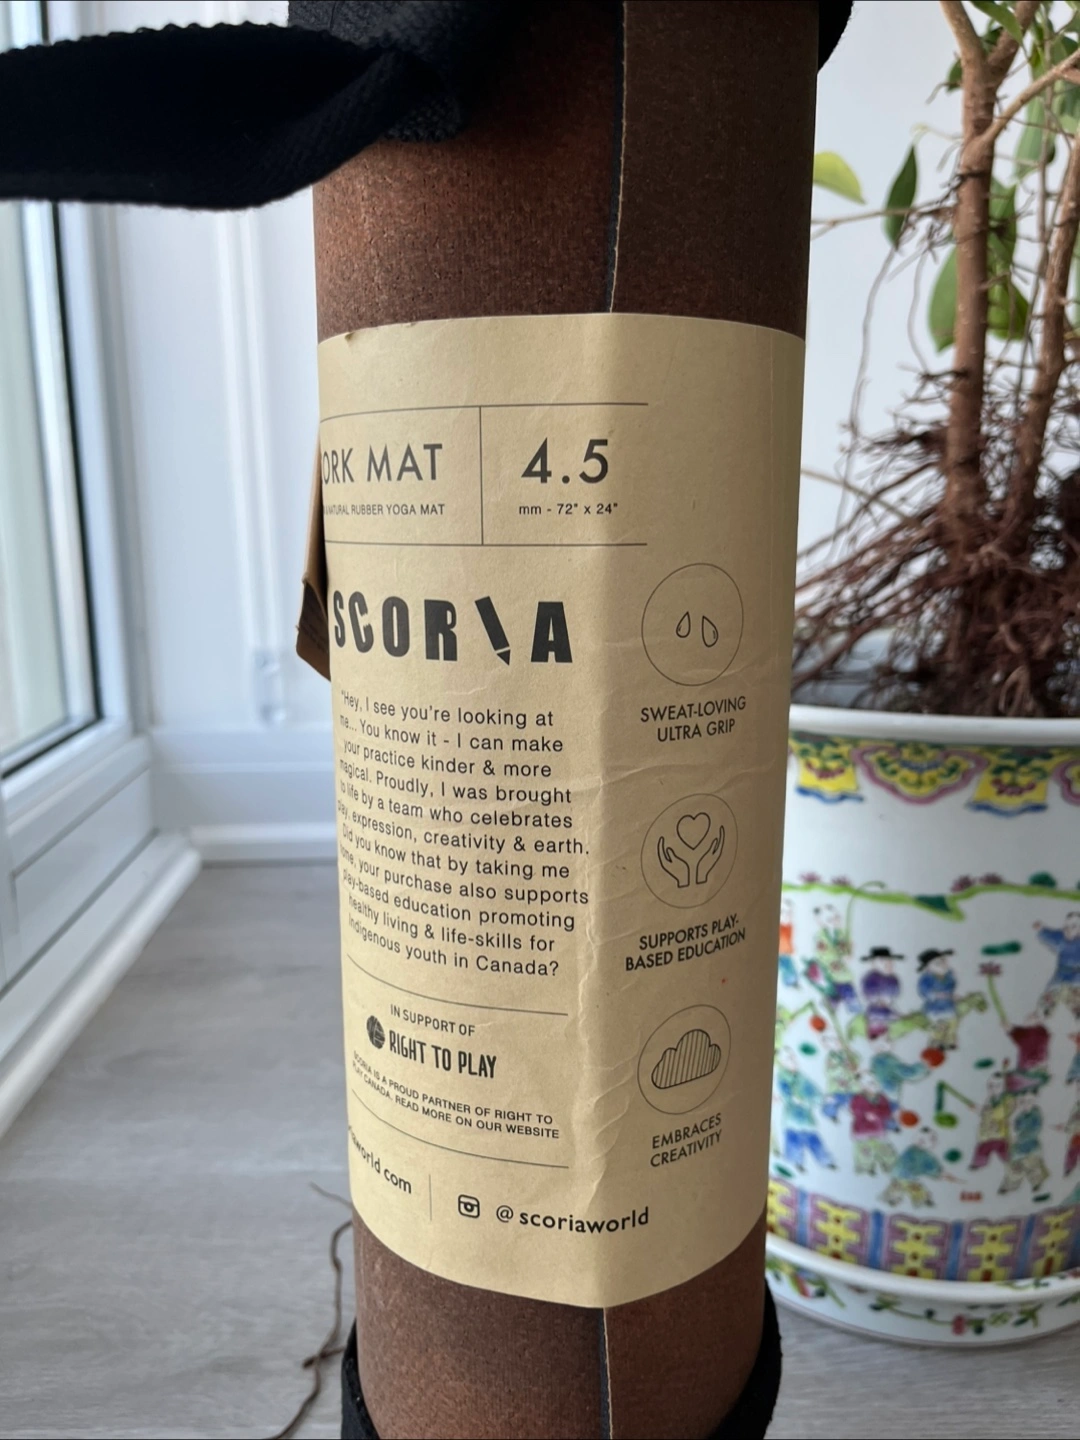 ORK MAT
NATURAL RUBBER YOGA MAT
4.5
mm - 72" x 24"
SCORIA
"Hey, I see you're looking at
me... You know it - I can make
your practice kinder & more
magical. Proudly, I was brought
to life by a team who celebrates
play, expression, creativity & earth.
Did you know that by taking me
home, your purchase also supports
play-based education promoting
healthy living & life-skills for
Indigenous youth in Canada?
IN SUPPORT OF
RIGHT TO PLAY
SCORIA IS A PROUD PARTNER OF RIGHT TO
PLAY CANADA. READ MORE ON OUR WEBSITE
iaworld com
@scoriaworld
SWEAT-LOVING
ULTRA GRIP
SUPPORTS PLAY-
BASED EDUCATION
EMBRACES
CREATIVITY